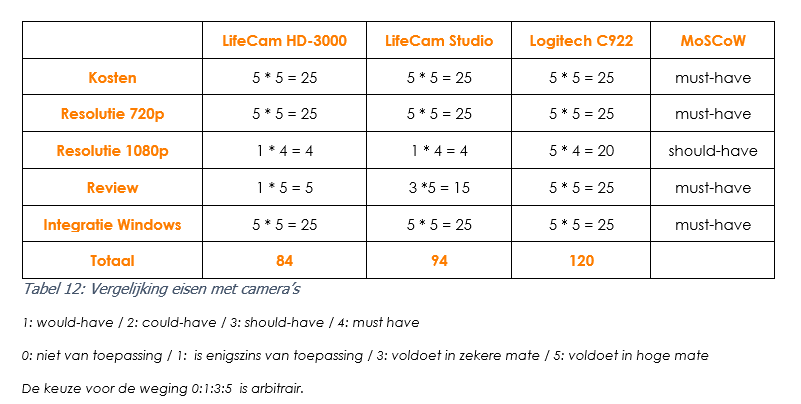 LifeCam HD-3000 LifeCam Studio Logitech C922 MoSCoW
Kosten 5 * 5 = 25 5 * 5 = 25 5 * 5 = 25 must-have
Resolutie 720p 5 * 5 = 25 5 * 5 = 25 5 * 5 = 25 must-have
Resolutie 1080p 1 * 4 = 4 1 * 4 = 4 5 * 4 = 20 should-have
Review 1 * 5 = 5 3 *5 = 15 5 * 5 = 25 must-have
Integratie Windows 5 * 5 = 25 5 * 5 = 25 5 * 5 = 25 must-have
Totaal 84 94 120
Tabel 12: Vergelijking eisen met camera's
1: would-have / 2: could-have / 3: should-have / 4: must have
0: niet van toepassing / 1: is enigszins van toepassing / 3: voldoet in zekere mate / 5: voldoet in hoge mate
De keuze voor de weging 0:1:3:5 is arbitrair.